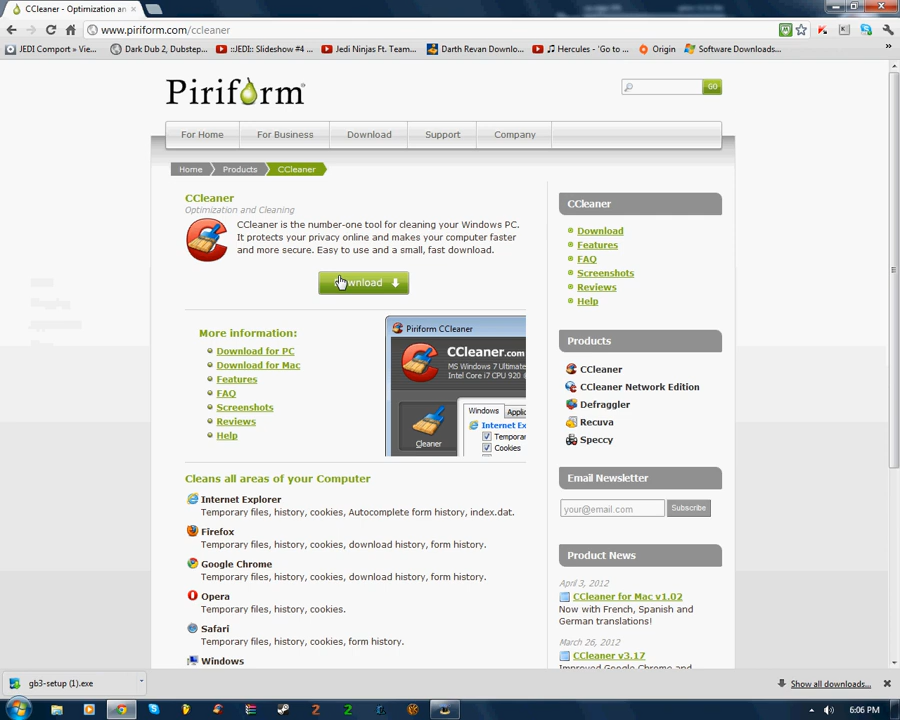 CCleaner - Optimization an
www.piriform.com/ccleaner
JEDI Comport » Vie...
Dark Dub 2, Dubstep...
::JEDI:: Slideshow #4 ...
Jedi Ninjas Ft. Team...
Darth Revan Downlo...
Hercules - 'Go to ...
Origin
Software Downloads...
Piriform
GO
For Home
For Business
Download
Support
Company
Home
Products
CCleaner
CCleaner
Optimization and Cleaning
CCleaner is the number-one tool for cleaning your Windows PC.
It protects your privacy online and makes your computer faster
and more secure. Easy to use and a small, fast download.
Download
More information:
Download for PC
Download for Mac
Features
FAQ
Screenshots
Reviews
Help
Piriform CCleaner
CCleaner.com
MS Windows 7 Ultimate
Intel Core i7 CPU 920
Cleaner
Windows
Applic
Internet Ex
Tempora
Cookies
Cleans all areas of your Computer
Internet Explorer
Temporary files, history, cookies, Autocomplete form history, index.dat.
Firefox
Temporary files, history, cookies, download history, form history.
Google Chrome
Temporary files, history, cookies, download history, form history.
Opera
Temporary files, history, cookies.
Safari
Temporary files, history, cookies, form history.
Windows
CCleaner
Download
Features
FAQ
Screenshots
Reviews
Help
Products
CCleaner
CCleaner Network Edition
Defraggler
Recuva
Speccy
Email Newsletter
your@email.com
Subscribe
Product News
April 3, 2012
CCleaner for Mac v1.02
Now with French, Spanish and
German translations!
March 26, 2012
CCleaner v3.17
Improved Google Chrome and
gb3-setup (1).exe
Show all downloads...
6:06 PM